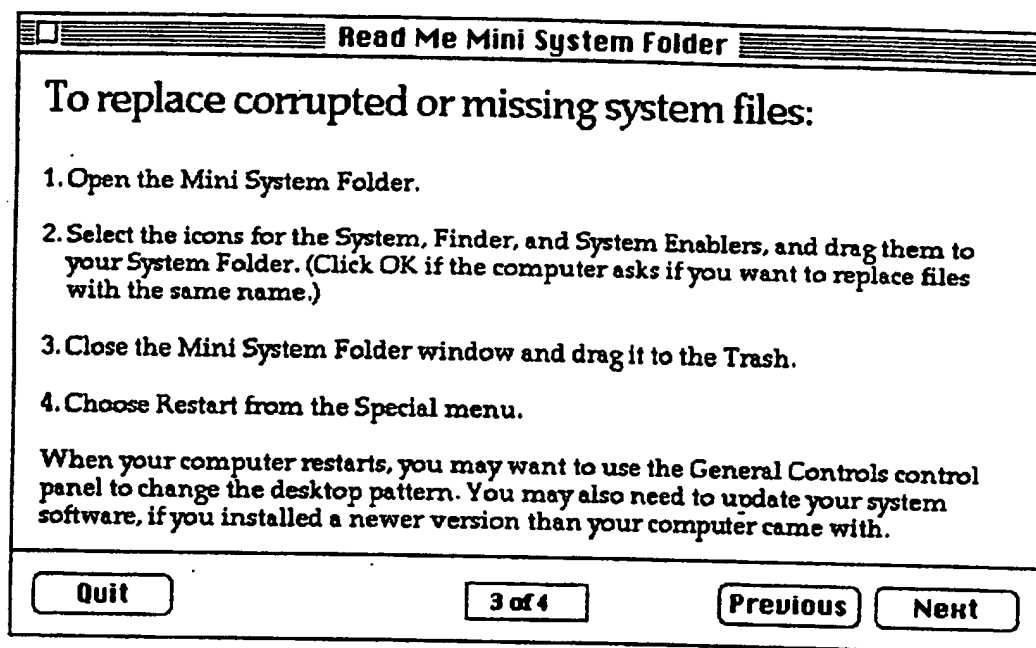 Read Me Mini System Folder
To replace corrupted or missing system files:
1. Open the Mini System Folder.
2. Select the icons for the System, Finder, and System Enablers, and drag them to
your System Folder. (Click OK if the computer asks if you want to replace files
with the same name.)
3. Close the Mini System Folder window and drag it to the Trash.
4. Choose Restart from the Special menu.
When your computer restarts, you may want to use the General Controls control
panel to change the desktop pattern. You may also need to update your system
software, if you installed a newer version than your computer came with.
Quit
3 of 4
Previous
Next